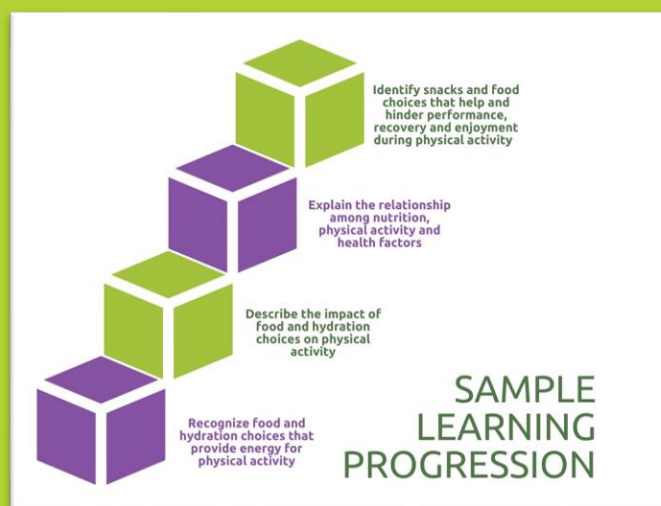 Identify snacks and food
choices that help and
hinder performance,
recovery and enjoyment
during physical activity
Explain the relationship
among nutrition,
physical activity and
health factors
Describe the impact of
food and hydration
choices on physical
activity
Recognize food and
hydration choices that
provide energy for
physical activity
SAMPLE
LEARNING
PROGRESSION